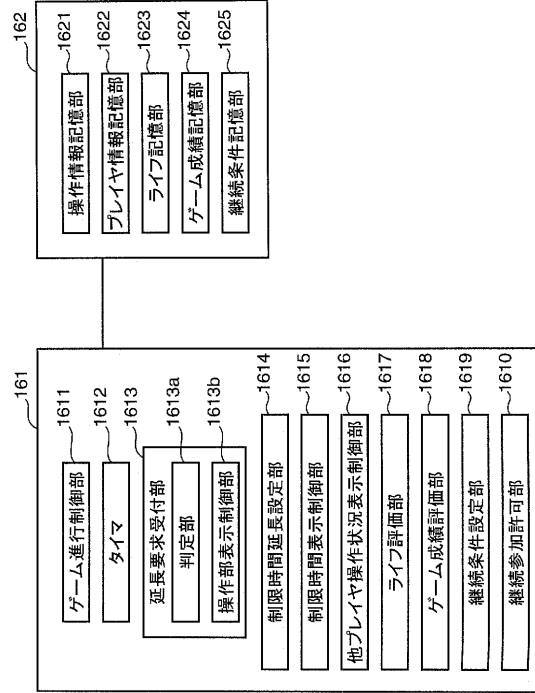 161
ゲーム進行制御部 1611
タイマ 1612
延長要求受付部 1613
判定部 1613a
操作部表示制御部 1613b
制限時間延長設定部 1614
制限時間表示制御部 1615
他プレイヤ操作状況表示制御部 1616
ライフ評価部 1617
ゲーム成績評価部 1618
継続条件設定部 1619
継続参加許可部 1610
162
操作情報記憶部 1621
プレイヤ情報記憶部 1622
ライフ記憶部 1623
ゲーム成績記憶部 1624
継続条件記憶部 1625